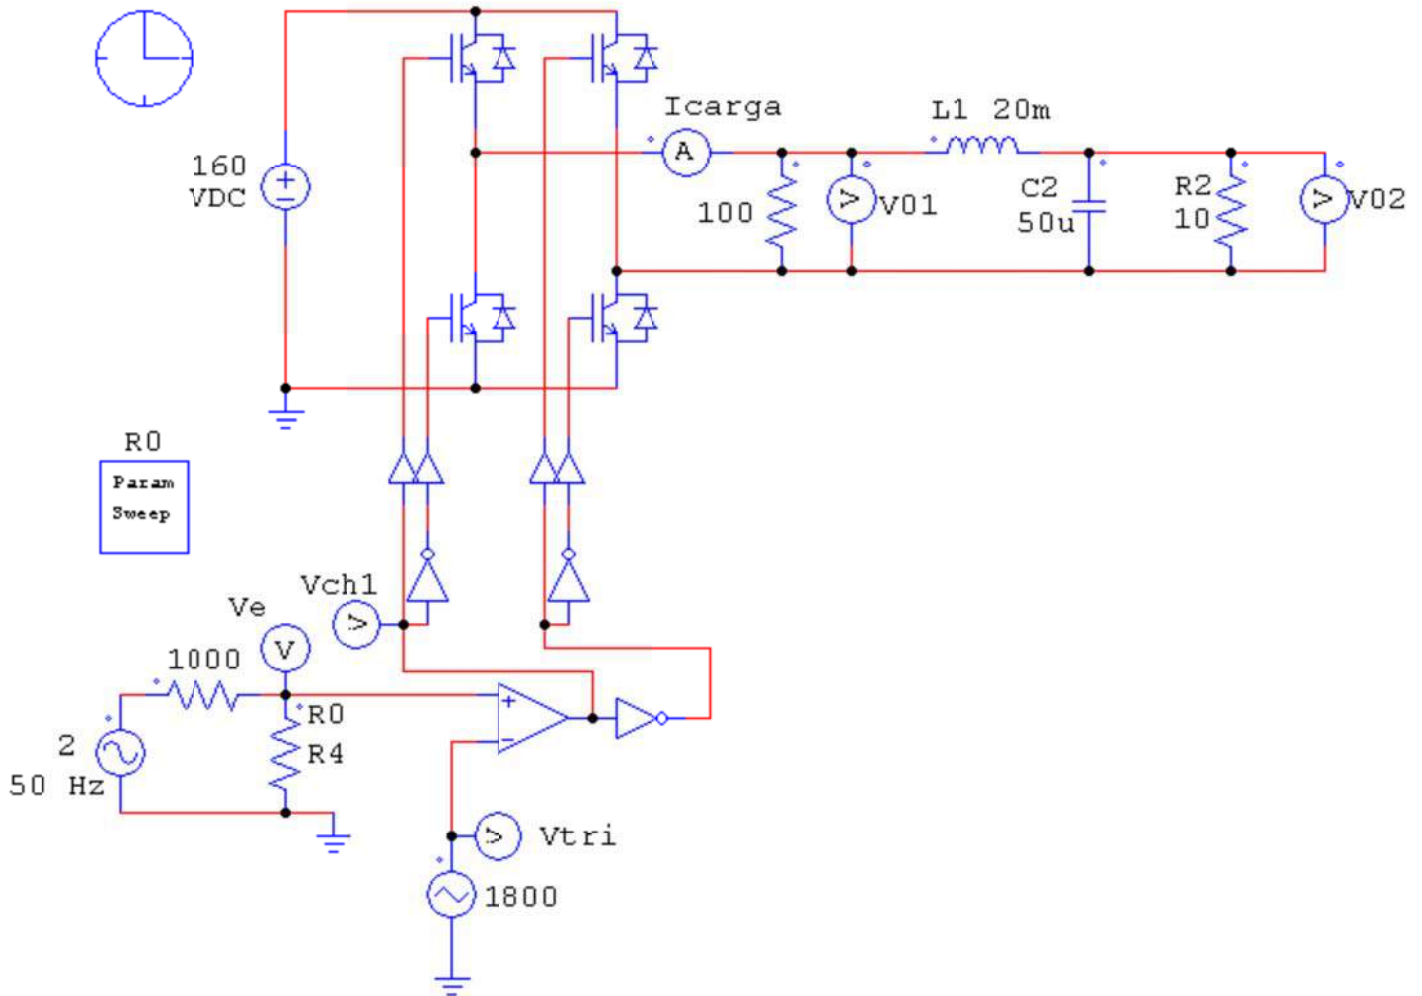 Icarga
L1 20m
160
VDC
A
100
V
V01
C2
50u
R2
10
V
V02
R0
Param
Sweep
Vch1
V
Ve
V
1000
R0
R4
2
50 Hz
V
Vtri
1800